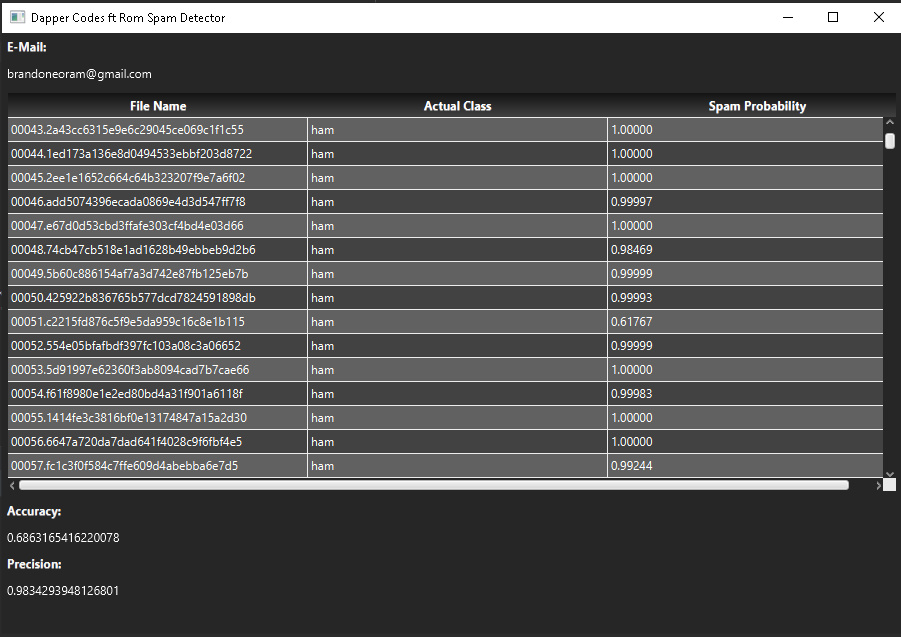 Dapper Codes ft Rom Spam Detector
E-Mail:
brandoneoram@gmail.com
File Name Actual Class Spam Probability
00043.2a43cc6315e9e6c29045ce069c1f1c55 ham 1.00000
00044.1ed173a136e8d0494533ebbf203d8722 ham 1.00000
00045.2ee1e1652c664c64b323207f9e7a6f02 ham 1.00000
00046.add5074396ecada0869e4d3d547ff7f8 ham 0.99997
00047.e67d0d53cbd3ffafe303cf4bd4e03d66 ham 1.00000
00048.74cb47cb518e1ad1628b49ebbeb9d2b6 ham 0.98469
00049.5b60c886154af7a3d742e87fb125eb7b ham 0.99999
00050.425922b836765b577dcd7824591898db ham 0.99993
00051.c2215fd876c5f9e5da959c16c8e1b115 ham 0.61767
00052.554e05bfafbdf397fc103a08c3a06652 ham 0.99999
00053.5d91997e62360f3ab8094cad7b7cae66 ham 1.00000
00054.f61f8980e1e2ed80bd4a31f901a6118f ham 0.99983
00055.1414fe3c3816bf0e13174847a15a2d30 ham 1.00000
00056.6647a720da7dad641f4028c9f6fbf4e5 ham 1.00000
00057.fc1c3f0f584c7ffe609d4abebba6e7d5 ham 0.99244
Accuracy:
0.6863165416220078
Precision:
0.9834293948126801